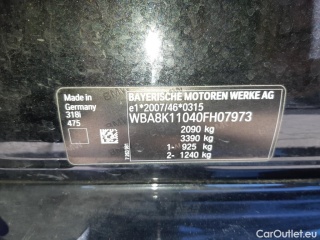 Made in
Germany
318i
475
BAYERISCHE MOTOREN WERKE AG
e1*2007/46*0315
WBA8K11040FH07973
2090 kg
3390 kg
1- 925 kg
2- 1240 kg
CarOutlet.eu